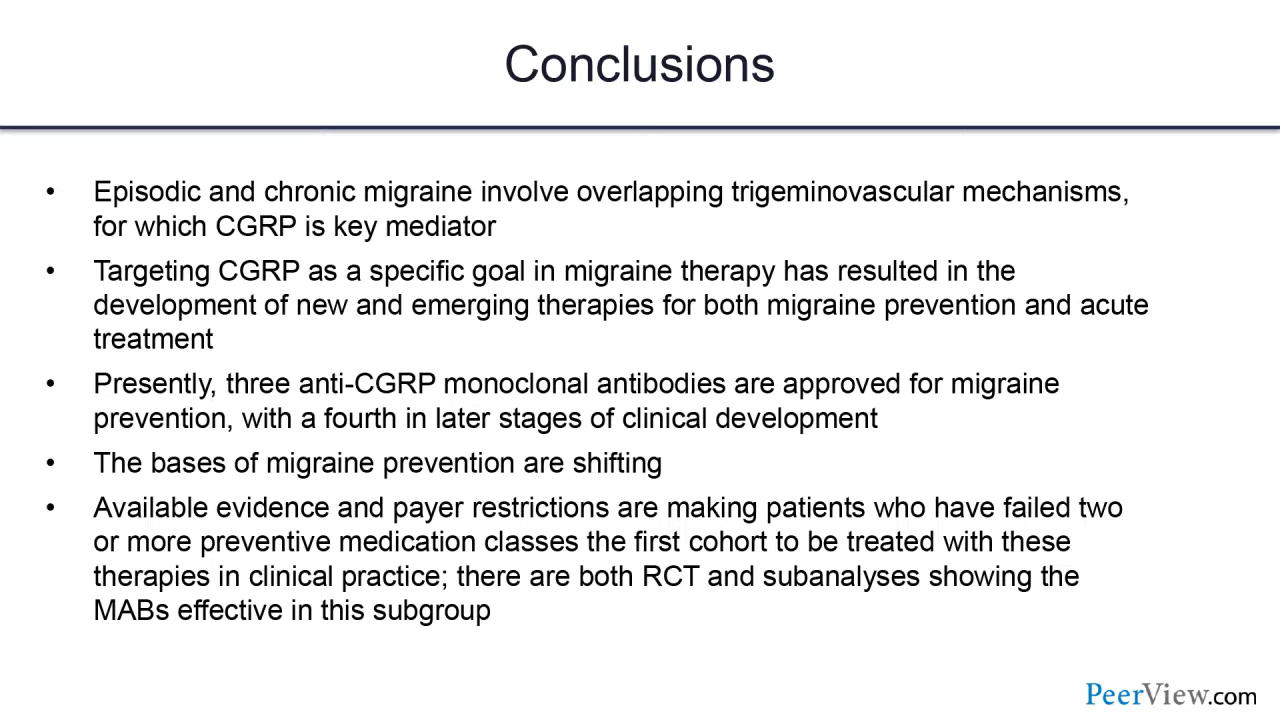 Conclusions
• Episodic and chronic migraine involve overlapping trigeminovascular mechanisms,
for which CGRP is key mediator
• Targeting CGRP as a specific goal in migraine therapy has resulted in the
development of new and emerging therapies for both migraine prevention and acute
treatment
• Presently, three anti-CGRP monoclonal antibodies are approved for migraine
prevention, with a fourth in later stages of clinical development
• The bases of migraine prevention are shifting
• Available evidence and payer restrictions are making patients who have failed two
or more preventive medication classes the first cohort to be treated with these
therapies in clinical practice; there are both RCT and subanalyses showing the
MABs effective in this subgroup
PeerView.com